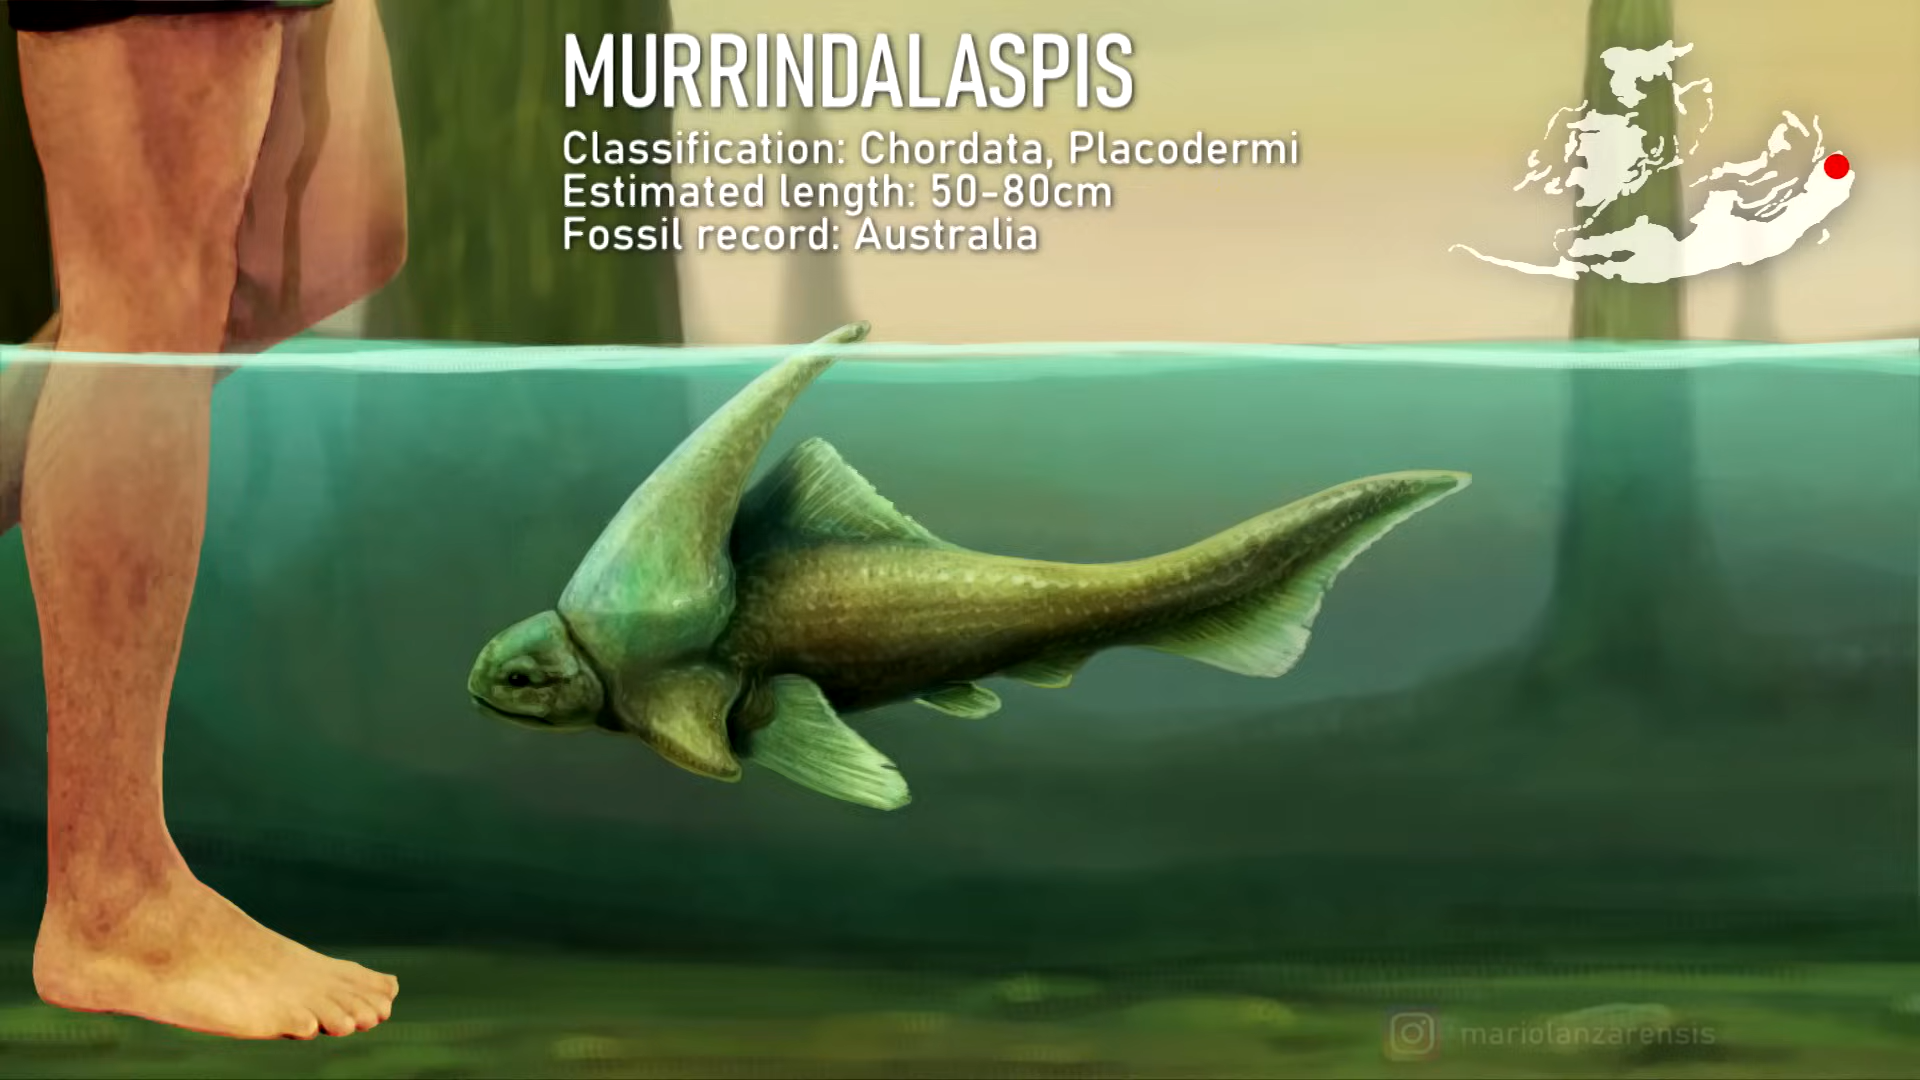 MURRINDALASPIS
Classification: Chordata, Placodermi
Estimated length: 50-80cm
Fossil record: Australia
mariolanzarensis